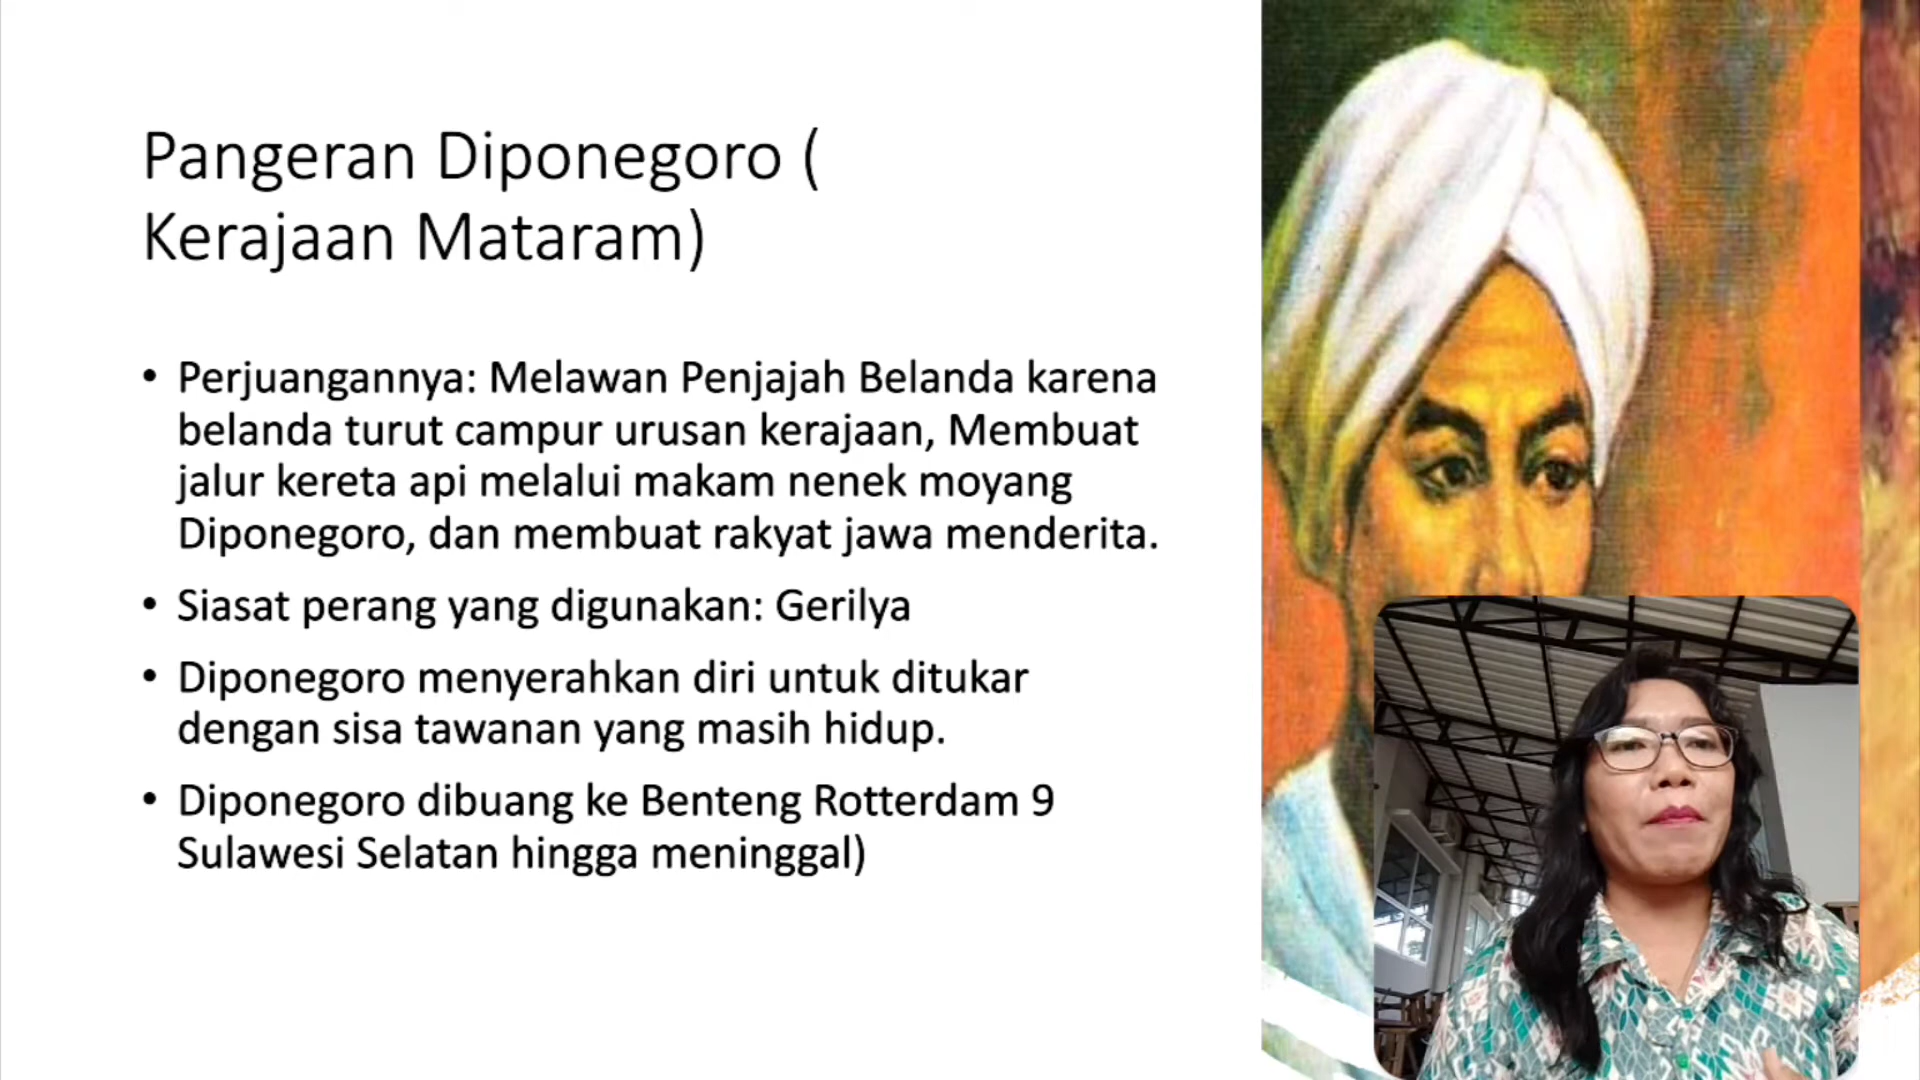 Pangeran Diponegoro (
Kerajaan Mataram)
• Perjuangannya: Melawan Penjajah Belanda karena
belanda turut campur urusan kerajaan, Membuat
jalur kereta api melalui makam nenek moyang
Diponegoro, dan membuat rakyat jawa menderita.
• Siasat perang yang digunakan: Gerilya
• Diponegoro menyerahkan diri untuk ditukar
dengan sisa tawanan yang masih hidup.
• Diponegoro dibuang ke Benteng Rotterdam 9
Sulawesi Selatan hingga meninggal)